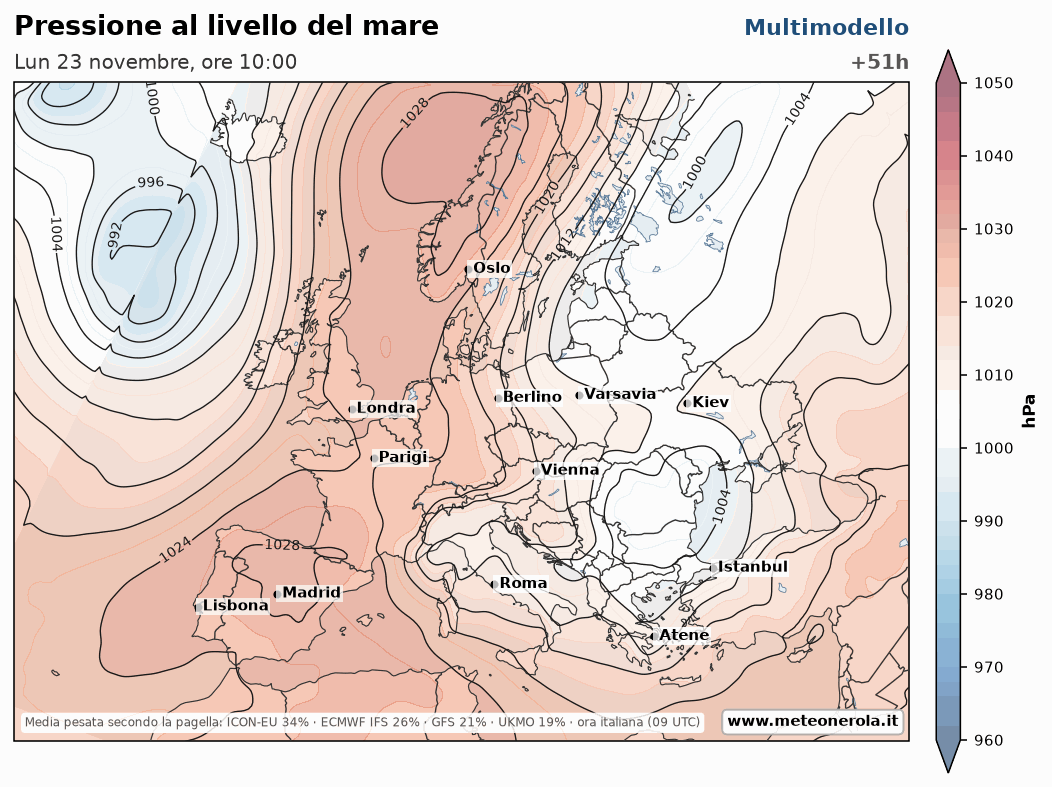 Pressione al livello del mare
Multimodello
Lun 23 novembre, ore 10:00
+51h
1050
1040
1030
1020
1010
1000
990
980
970
960
hPa
1000
1028
1004
1000
996
1020
992
1004
1012
Oslo
Berlino
Varsavia
Londra
Kiev
Parigi
Vienna
1004
1024
1028
Istanbul
Roma
Madrid
Lisbona
Atene
Media pesata secondo la pagella: ICON-EU 34% · ECMWF IFS 26% · GFS 21% · UKMO 19% · ora italiana (09 UTC)
www.meteonerola.it